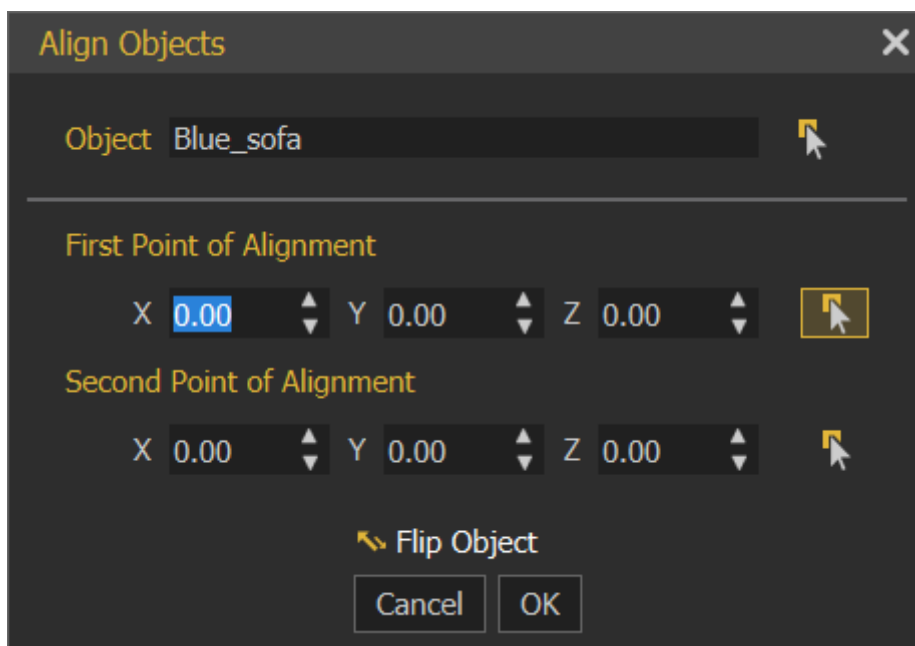 Align Objects
Object Blue_sofa
First Point of Alignment
X 0.00 Y 0.00 Z 0.00
Second Point of Alignment
X 0.00 Y 0.00 Z 0.00
Flip Object
Cancel OK